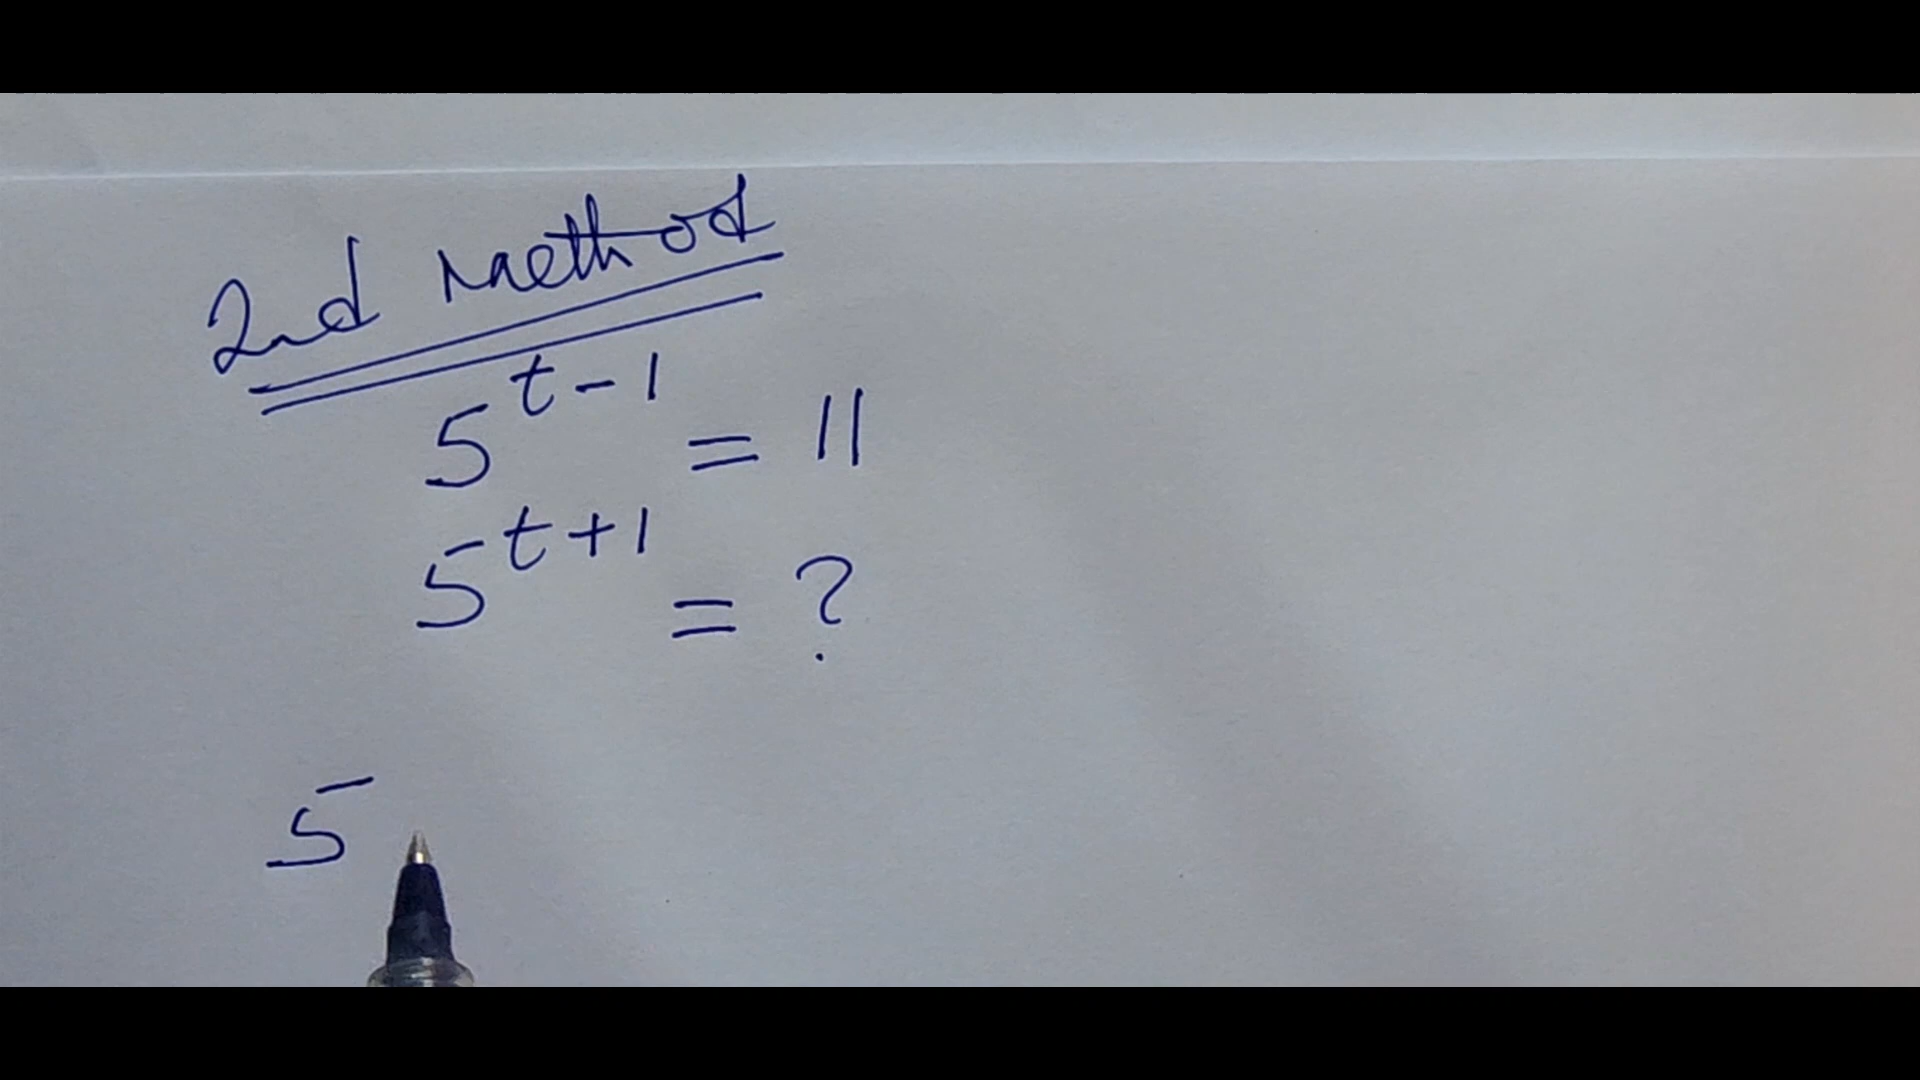 2nd Method
5^{t-1} = 11
5^{t+1} = ?
5